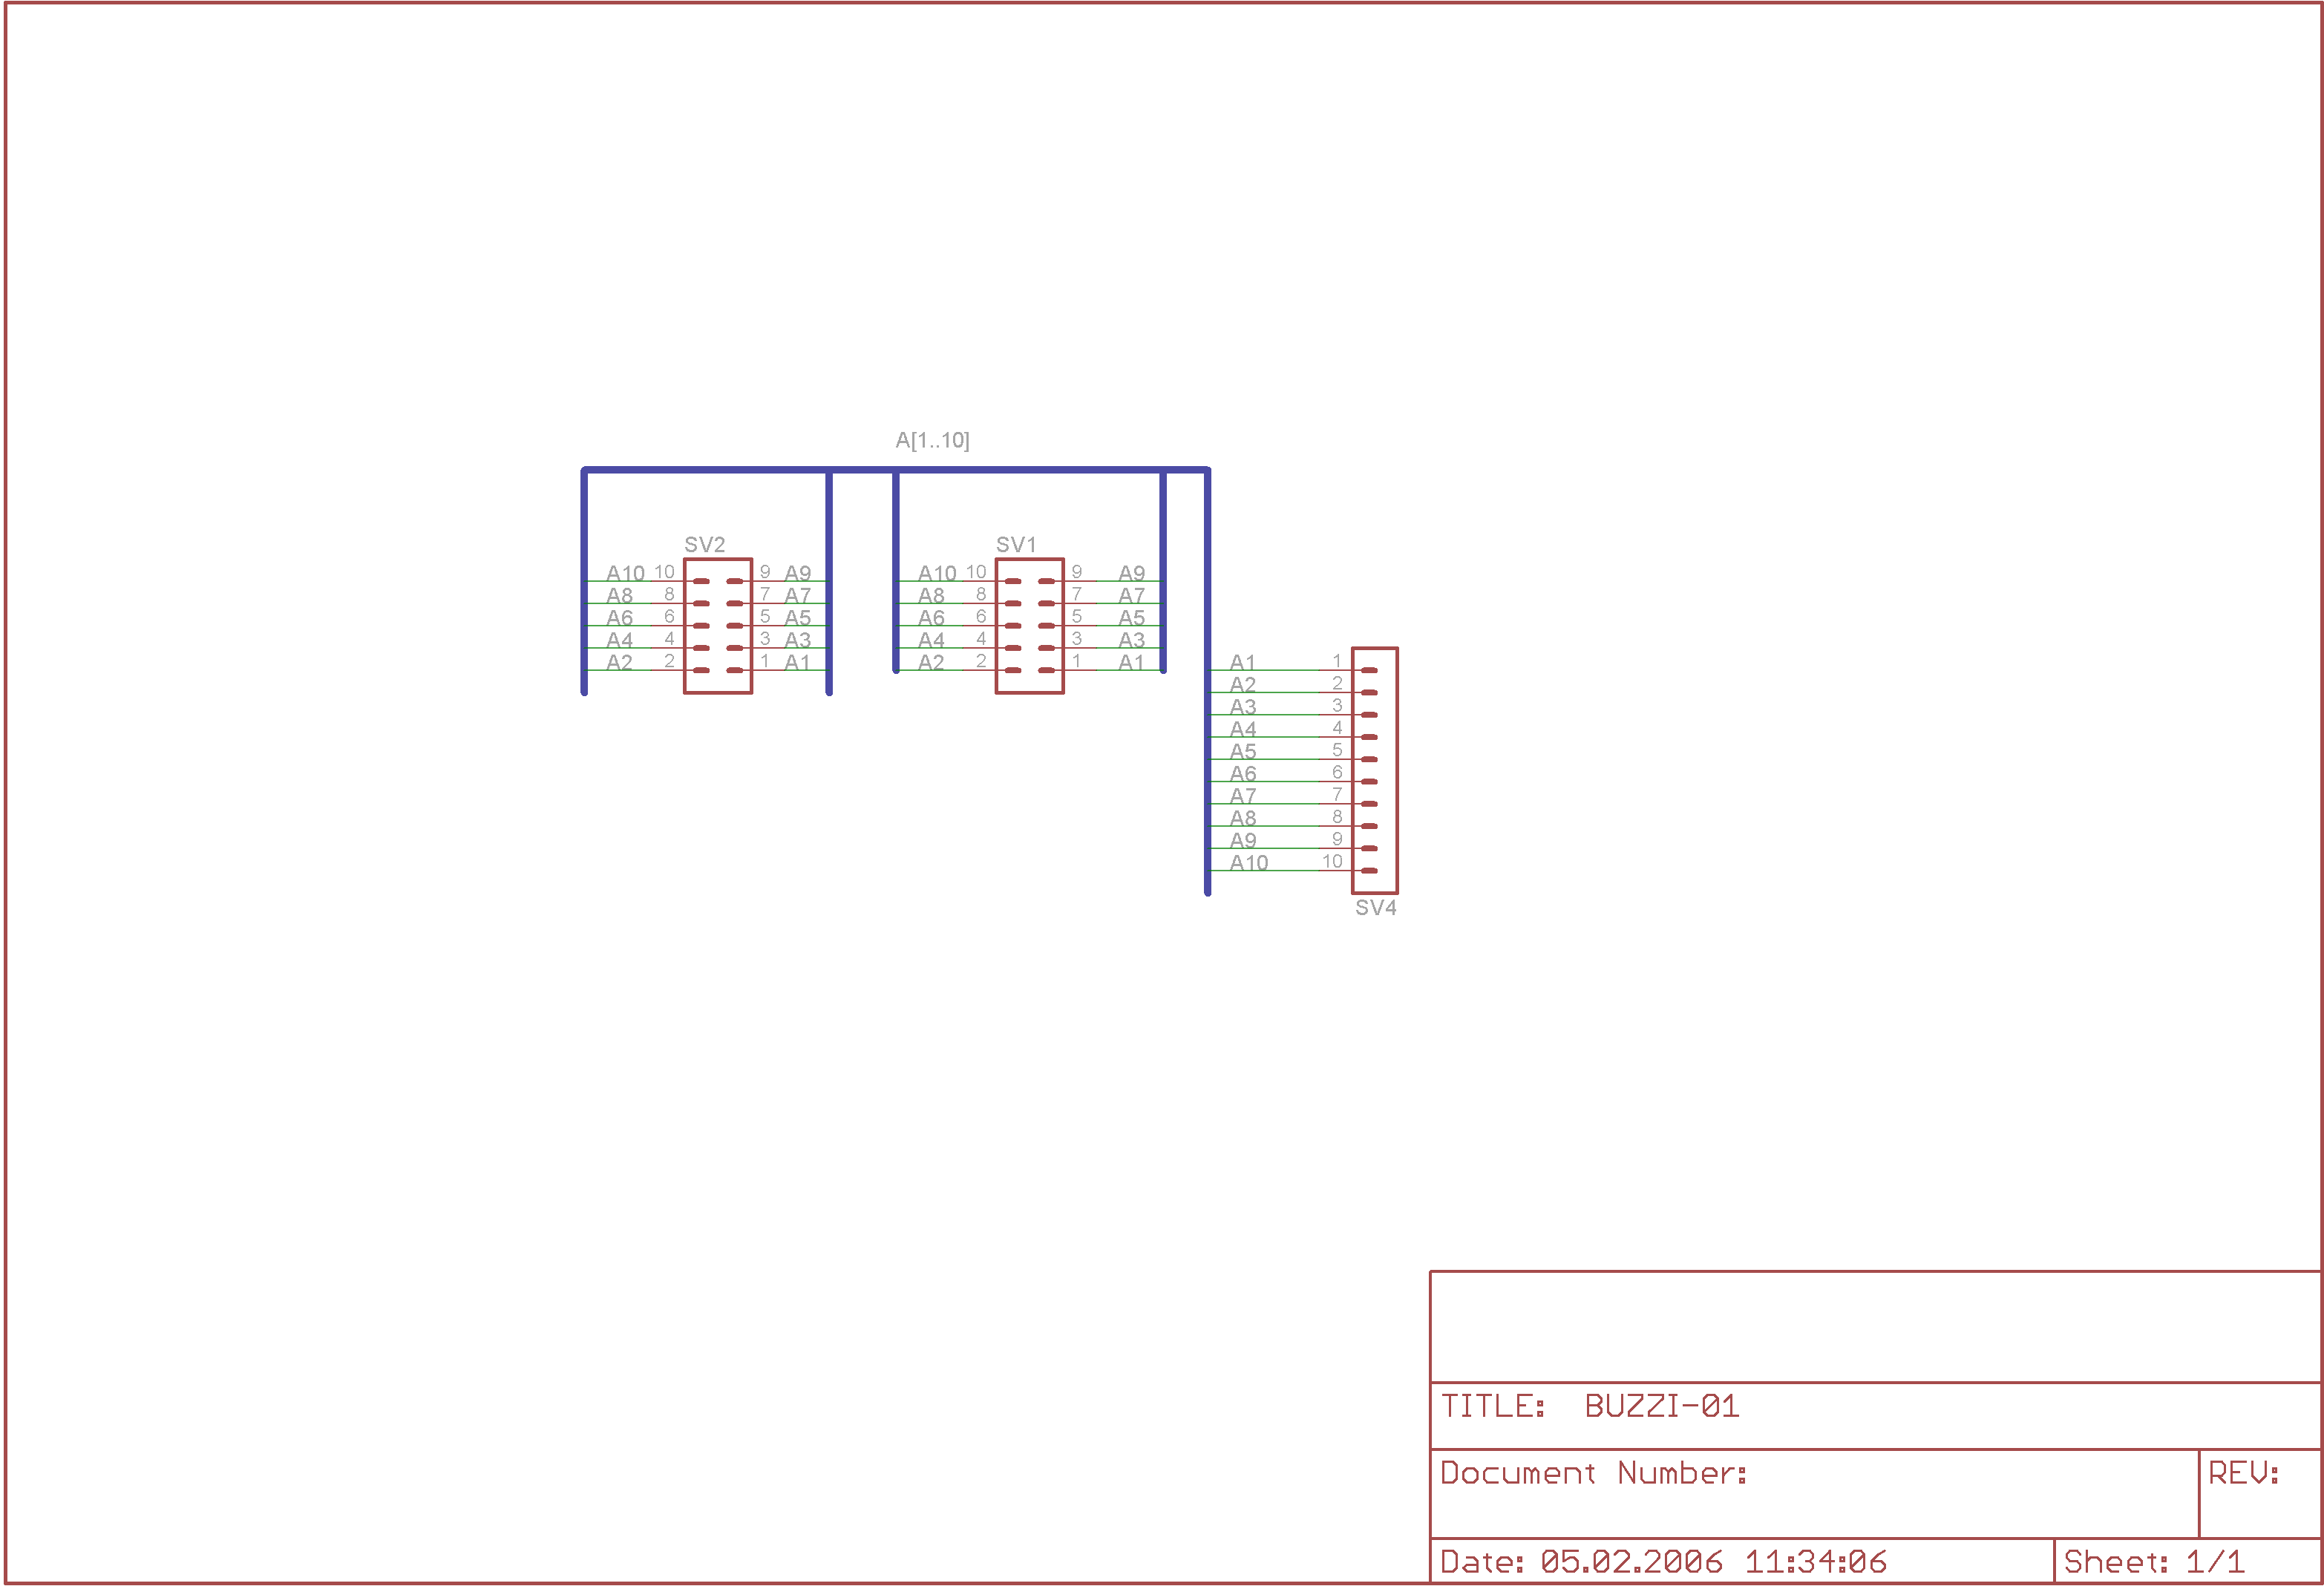 A[1..10]
SV2 SV1
A10 10 9 A9 A10 10 9 A9
A8 8 7 A7 A8 8 7 A7
A6 6 5 A5 A6 6 5 A5
A4 4 3 A3 A4 4 3 A3
A2 2 1 A1 A2 2 1 A1
A1 1
A2 2
A3 3
A4 4
A5 5
A6 6
A7 7
A8 8
A9 9
A10 10
SV4
TITLE: BUZZI-01
Document Number: REV:
Date: 05.02.2006 11:34:06 Sheet: 1/1